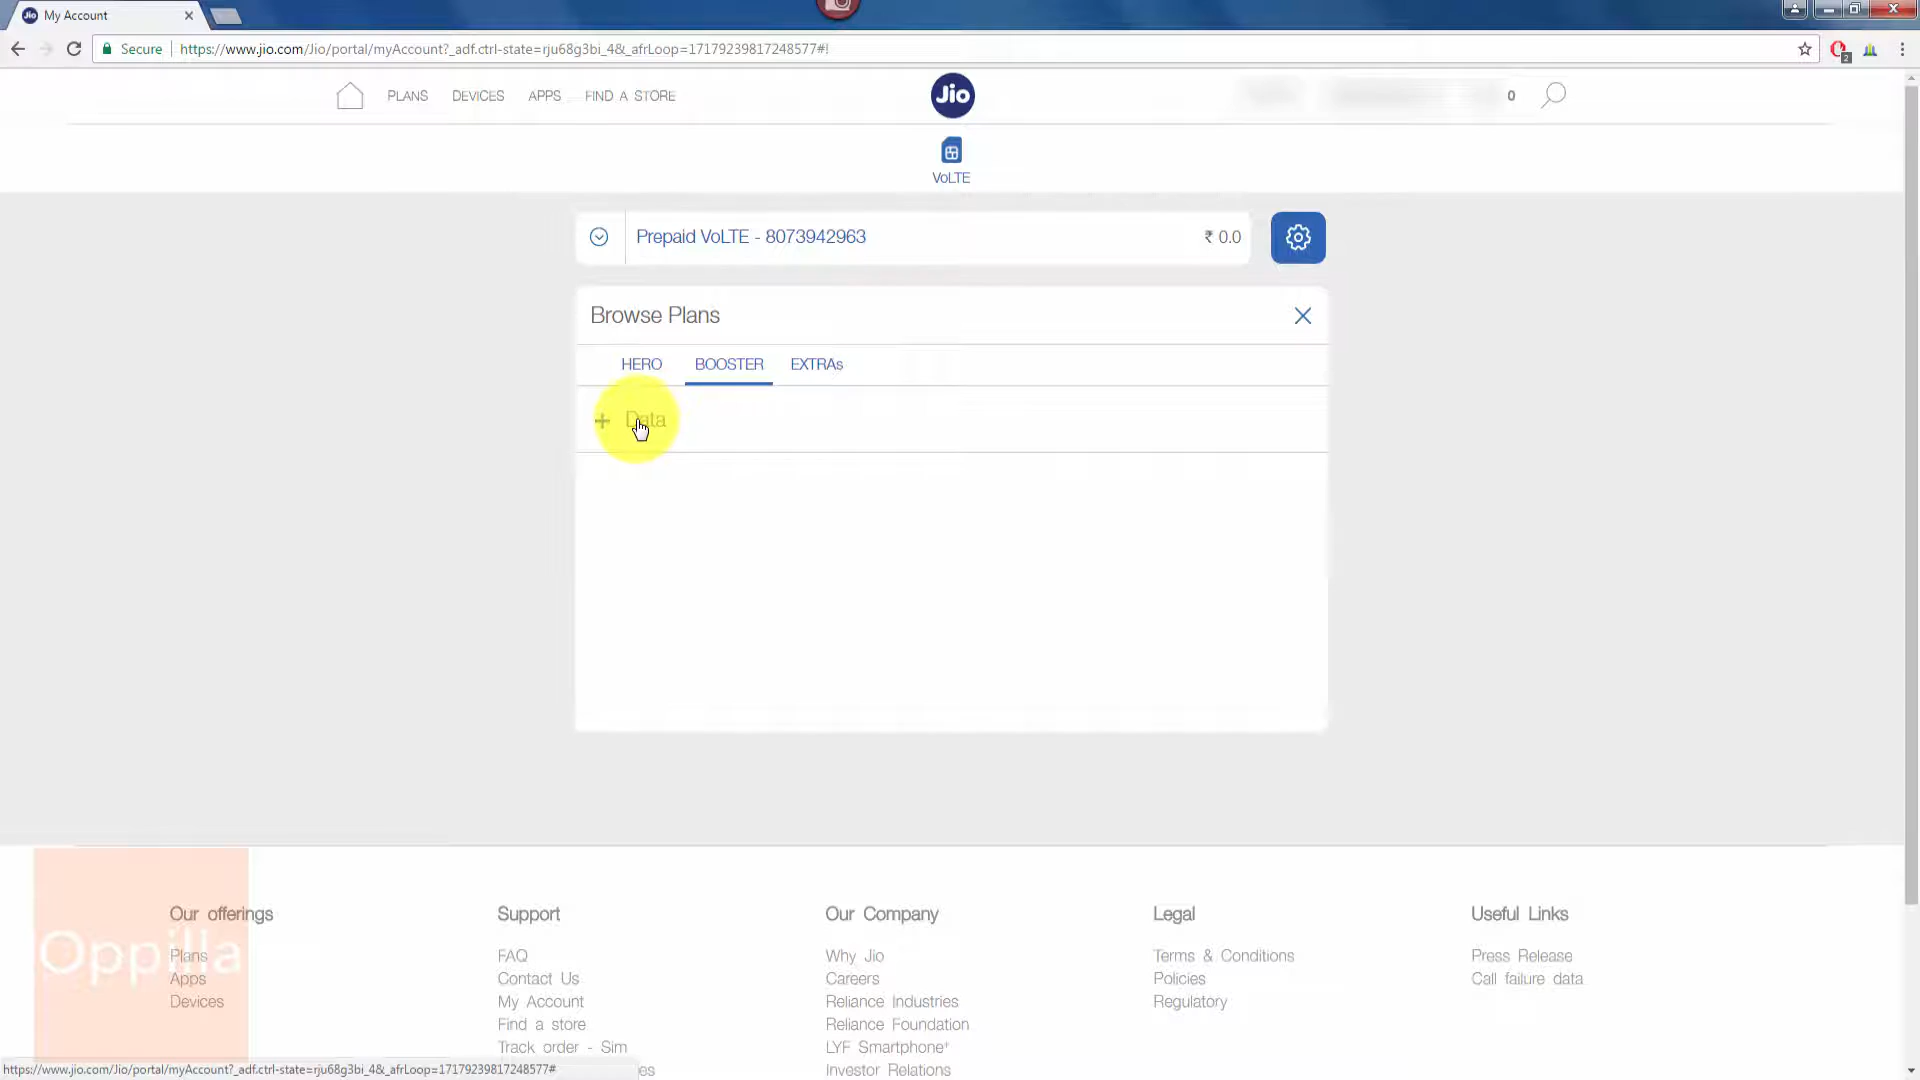 My Account
Secure https://www.jio.com/Jio/portal/myAccount?_adf.ctrl-state=rju68g3bi_4&_afrLoop=17179239817248577#!
2
PLANS DEVICES APPS FIND A STORE Jio 0
VoLTE
Prepaid VoLTE - 8073942963 ₹ 0.0
Browse Plans
HERO BOOSTER EXTRAs
+ Data
Our offerings Support Our Company Legal Useful Links
Plans FAQ Why Jio Terms & Conditions Press Release
Oppilla
Apps Contact Us Careers Policies Call failure data
Devices My Account Reliance Industries Regulatory
Find a store Reliance Foundation
Track order - Sim LYF Smartphone+
Investor Relations
https://www.jio.com/Jio/portal/myAccount?_adf.ctrl-state=rju68g3bi_4&_afrLoop=17179239817248577#